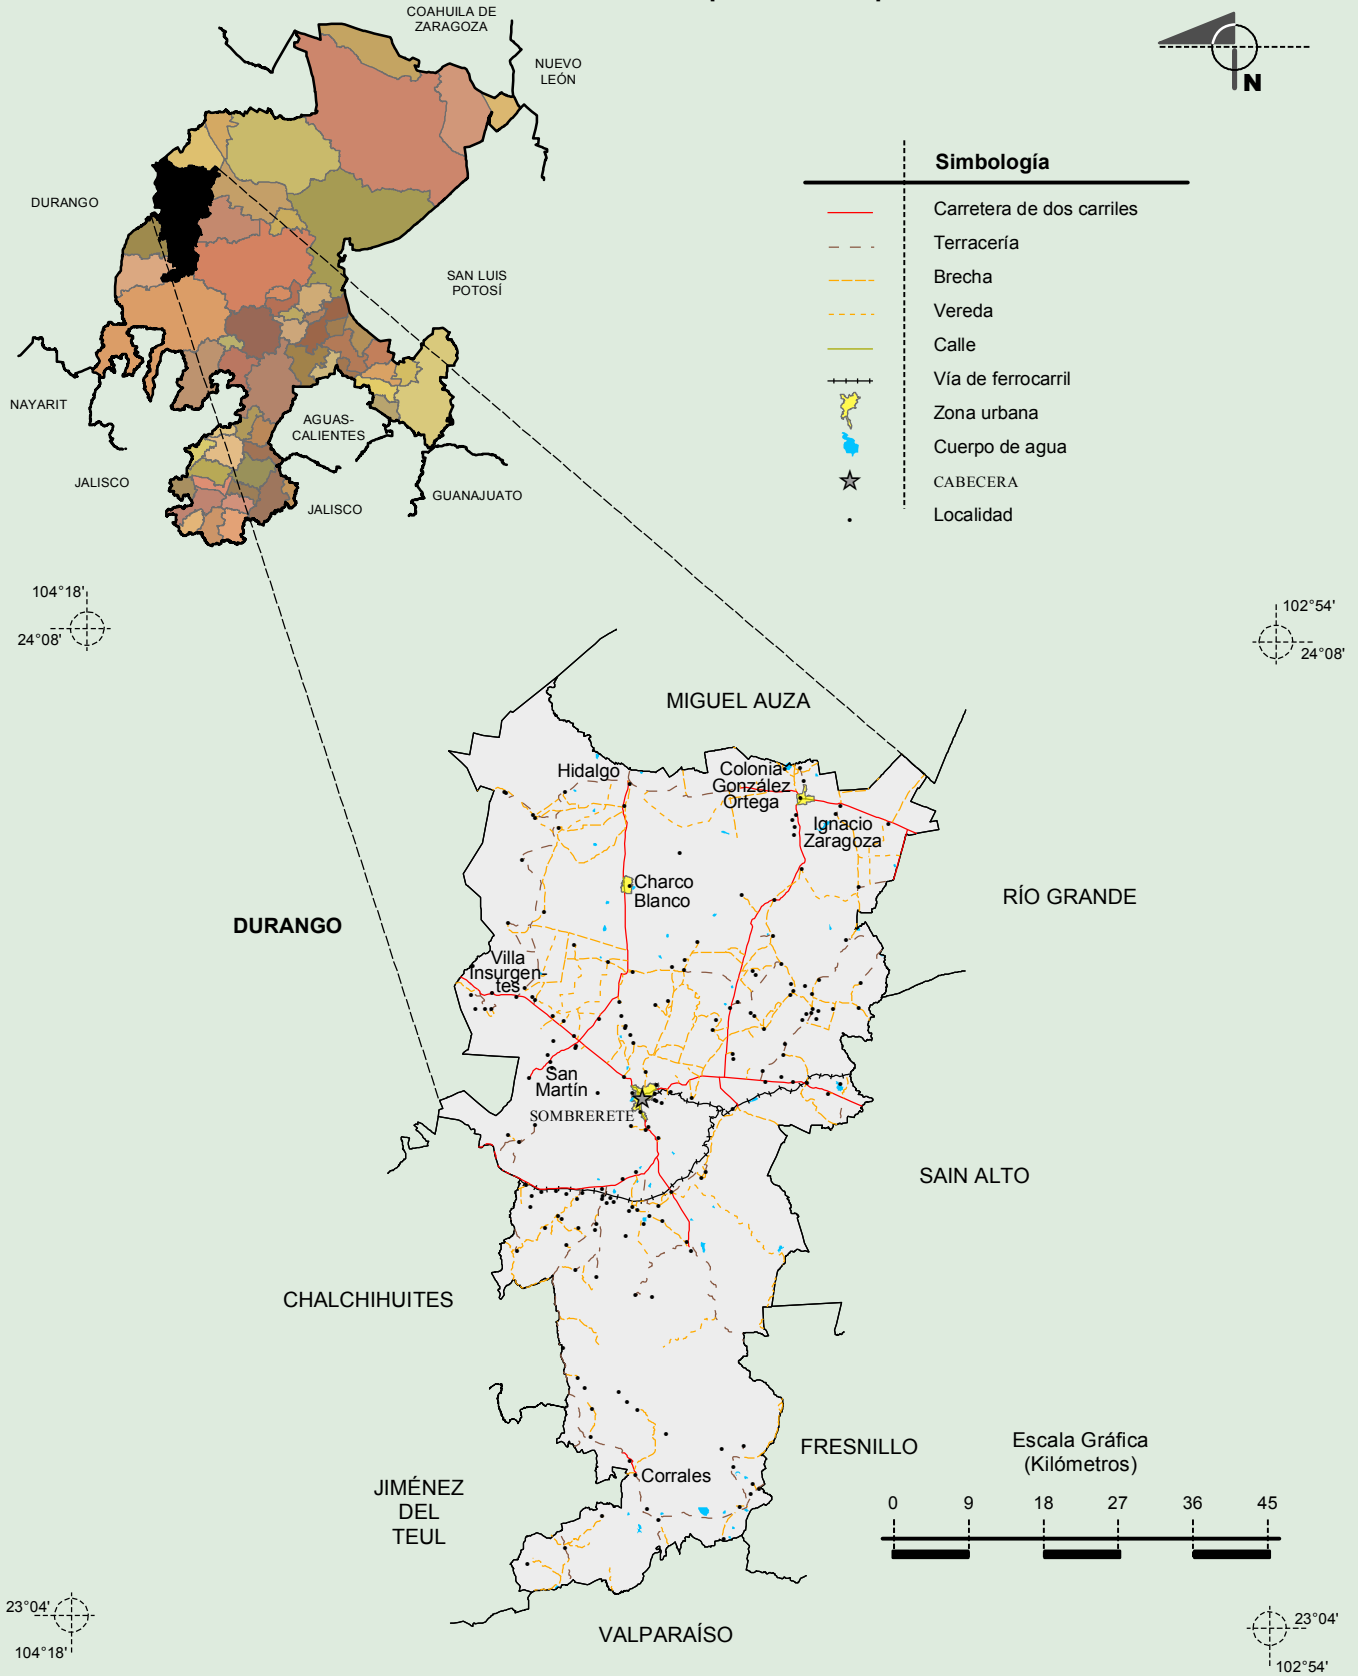 COAHUILA DE
ZARAGOZA
NUEVO
LEÓN
DURANGO
SAN LUIS
POTOSÍ
NAYARIT
AGUAS-
CALIENTES
JALISCO
JALISCO
GUANAJUATO
N
Simbología
Carretera de dos carriles
Terracería
Brecha
Vereda
Calle
Vía de ferrocarril
Zona urbana
Cuerpo de agua
CABECERA
Localidad
104°18'
24°08'
102°54'
24°08'
MIGUEL AUZA
Hidalgo
Colonia
González
Ortega
Ignacio
Zaragoza
Charco
Blanco
RÍO GRANDE
DURANGO
Villa
Insurgen-
tes
San
Martín
SOMBRERETE
SAIN ALTO
CHALCHIHUITES
FRESNILLO
Corrales
JIMÉNEZ
DEL
TEUL
VALPARAÍSO
Escala Gráfica
(Kilómetros)
0 9 18 27 36 45
23°04'
104°18'
23°04'
102°54'